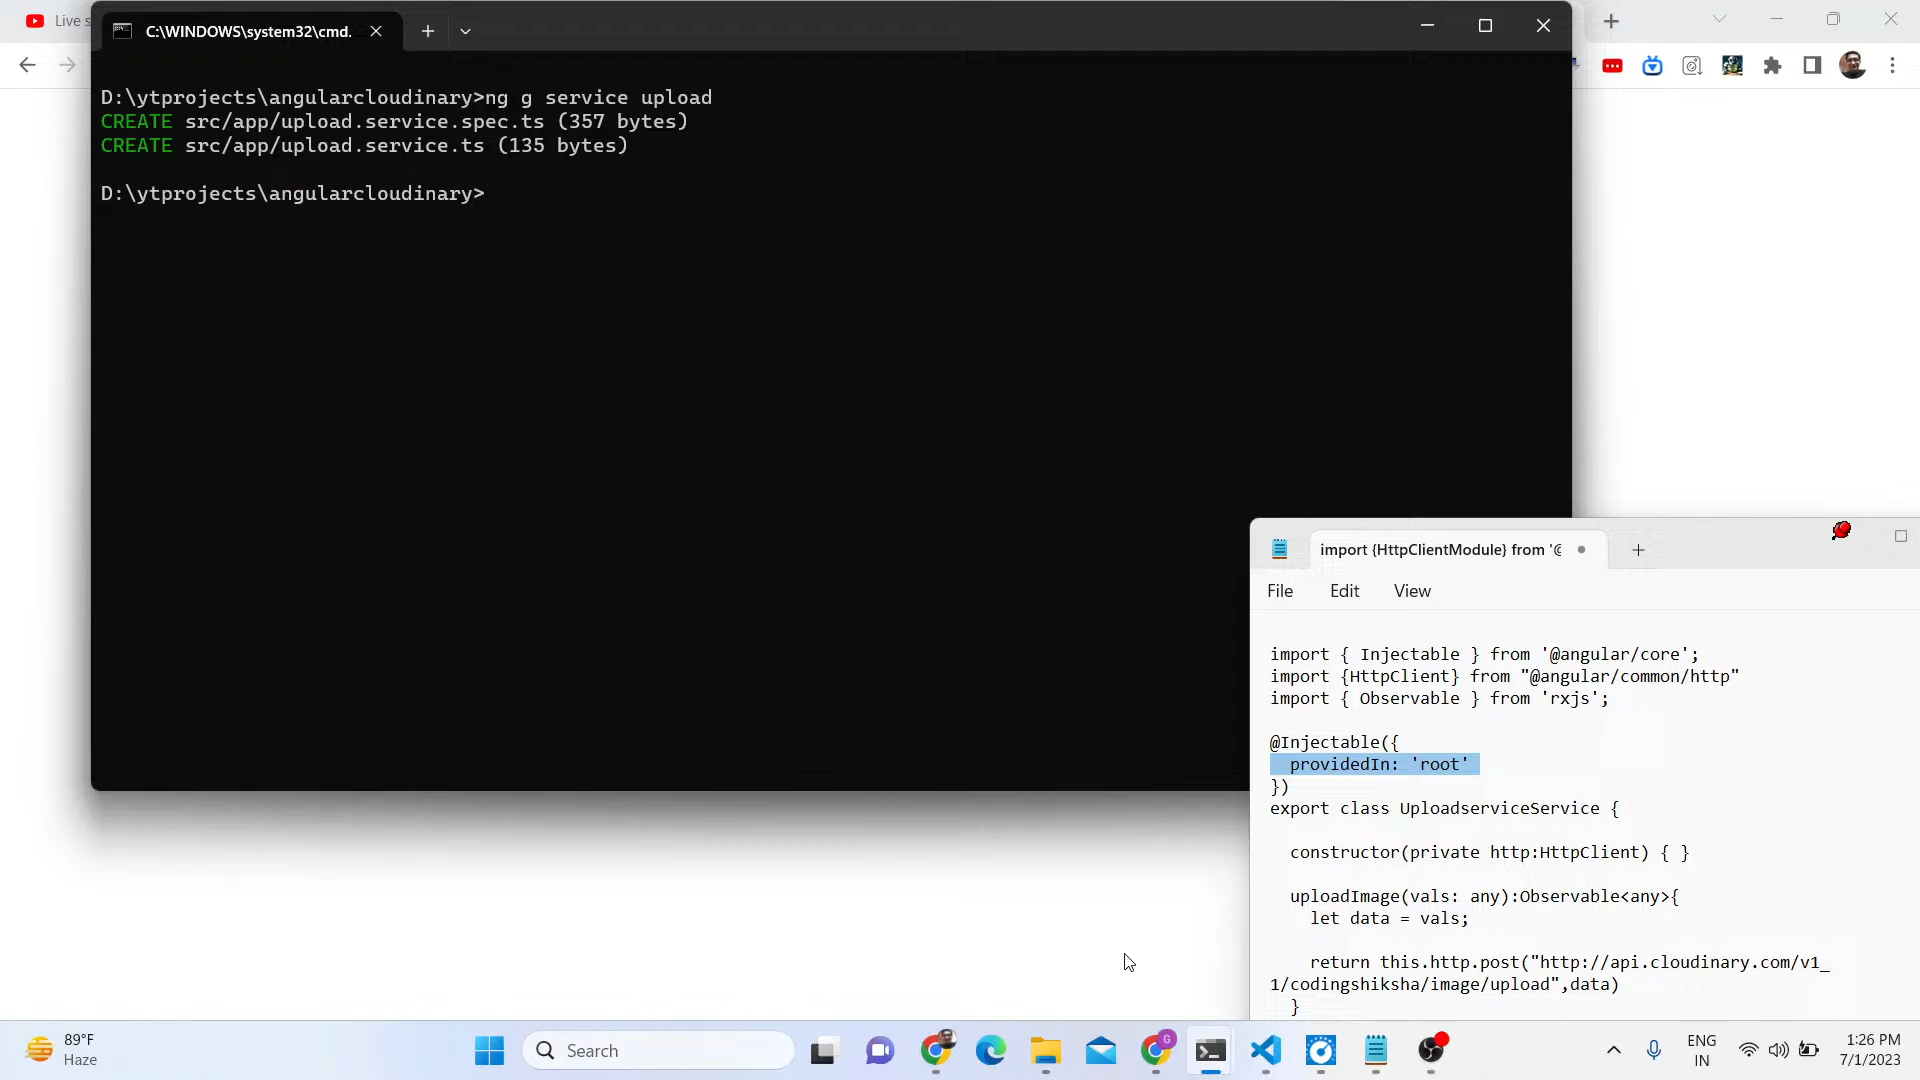 Live s
C:\WINDOWS\system32\cmd.
D:\ytprojects\angularcloudinary>ng g service upload
CREATE src/app/upload.service.spec.ts (357 bytes)
CREATE src/app/upload.service.ts (135 bytes)
D:\ytprojects\angularcloudinary>
import {HttpClientModule} from '@
File Edit View
import { Injectable } from '@angular/core';
import {HttpClient} from "@angular/common/http"
import { Observable } from 'rxjs';
@Injectable({
  providedIn: 'root'
})
export class UploadserviceService {
  constructor(private http:HttpClient) { }
  uploadImage(vals: any):Observable<any>{
    let data = vals;
    return this.http.post("http://api.cloudinary.com/v1_
1/codingshiksha/image/upload",data)
  }
89°F
Haze
Search
G
ENG
IN
1:26 PM
7/1/2023